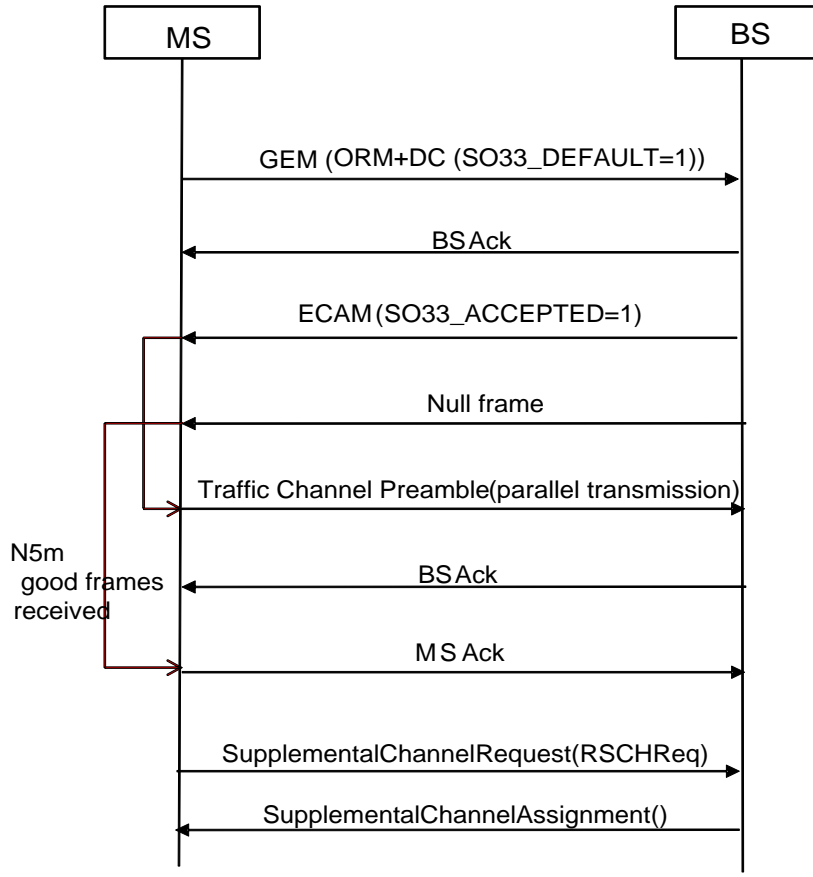 MS
BS
GEM (ORM+DC (SO33_DEFAULT=1))
BS Ack
ECAM (SO33_ACCEPTED=1)
Null frame
Traffic Channel Preamble(parallel transmission)
N5m
good frames
received
BS Ack
MS Ack
SupplementalChannelRequest(RSCHReq)
SupplementalChannelAssignment()